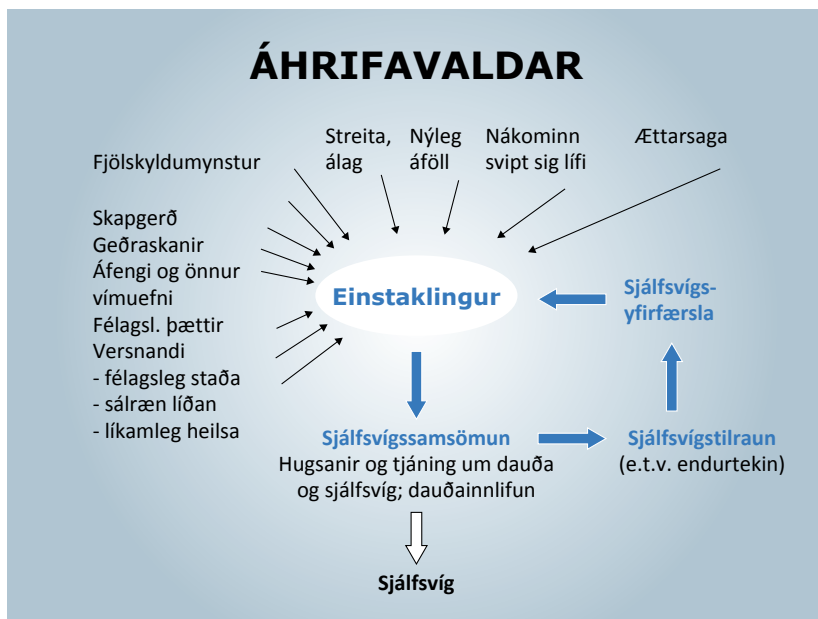 ÁHRIFAVALDAR
Fjölskyldumynstur
Streita,
álag
Nýleg
áföll
Nákominn
svipt sig lífi
Ættarsaga
Skapgerð
Geðraskanir
Áfengi og önnur
vímuefni
Félagsl. þættir
Versnandi
- félagsleg staða
- sálræn líðan
- líkamleg heilsa
Einstaklingur
Sjálfsvígs-
yfirfærsla
Sjálfsvígssamsömun
Hugsanir og tjáning um dauða
og sjálfsvíg; dauðainnlifun
Sjálfsvígstilraun
(e.t.v. endurtekin)
Sjálfsvíg